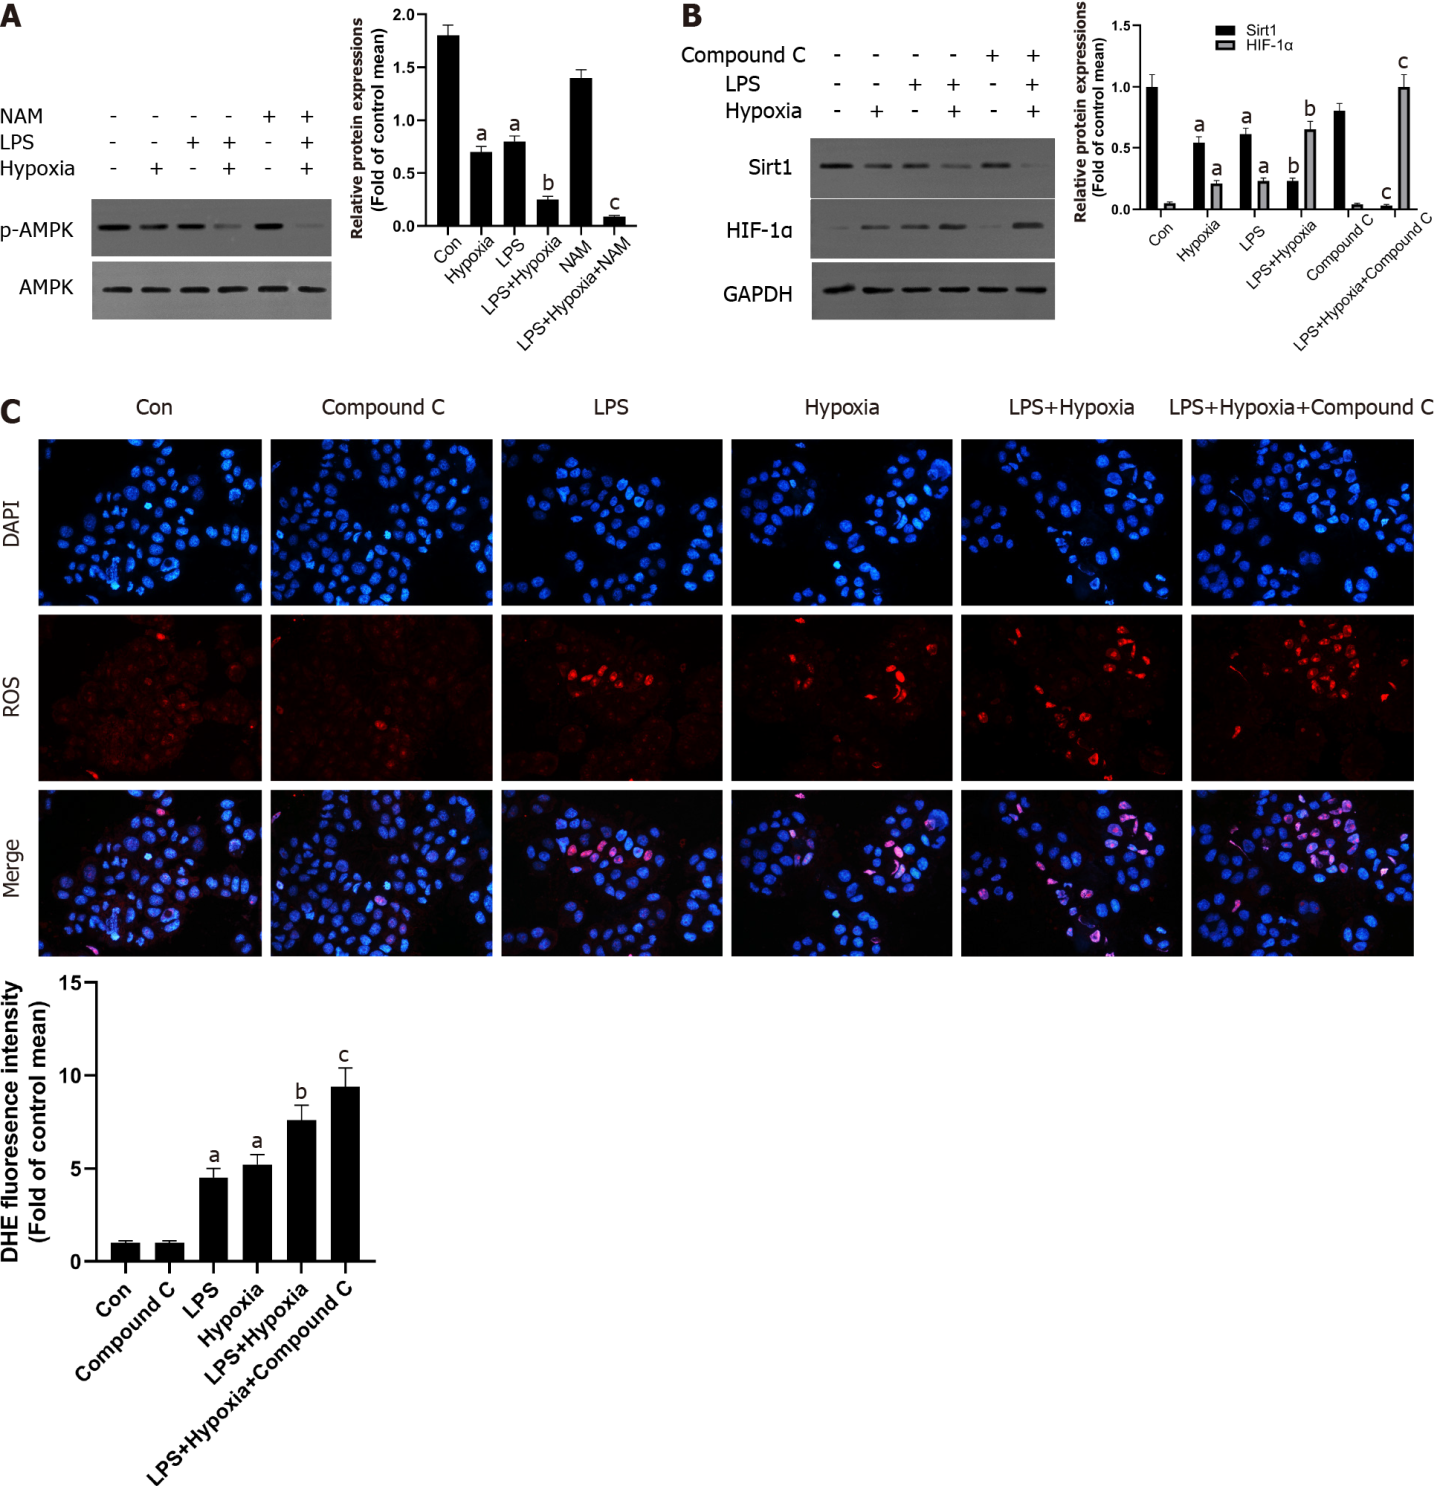 A
NAM - - - - + +
LPS - - + + - +
Hypoxia - + - + - +
p-AMPK
AMPK
Relative protein expressions
(Fold of control mean)
2.0
1.5
1.0
0.5
0.0
a
a
b
c
Con
Hypoxia
LPS
LPS+Hypoxia
NAM
LPS+Hypoxia+NAM
B
Compound C - - - - + +
LPS - - + + - +
Hypoxia - + - + - +
Sirt1
HIF-1α
GAPDH
Relative protein expressions
(Fold of control mean)
1.5
1.0
0.5
0.0
Sirt1
HIF-1α
a
a
a
a
b
b
c
c
Con
Hypoxia
LPS
LPS+Hypoxia
Compound C
LPS+Hypoxia+Compound C
C
Con
Compound C
LPS
Hypoxia
LPS+Hypoxia
LPS+Hypoxia+Compound C
DAPI
ROS
Merge
DHE fluoresence intensity
(Fold of control mean)
15
10
5
0
a
a
b
c
Con
Compound C
LPS
Hypoxia
LPS+Hypoxia
LPS+Hypoxia+Compound C